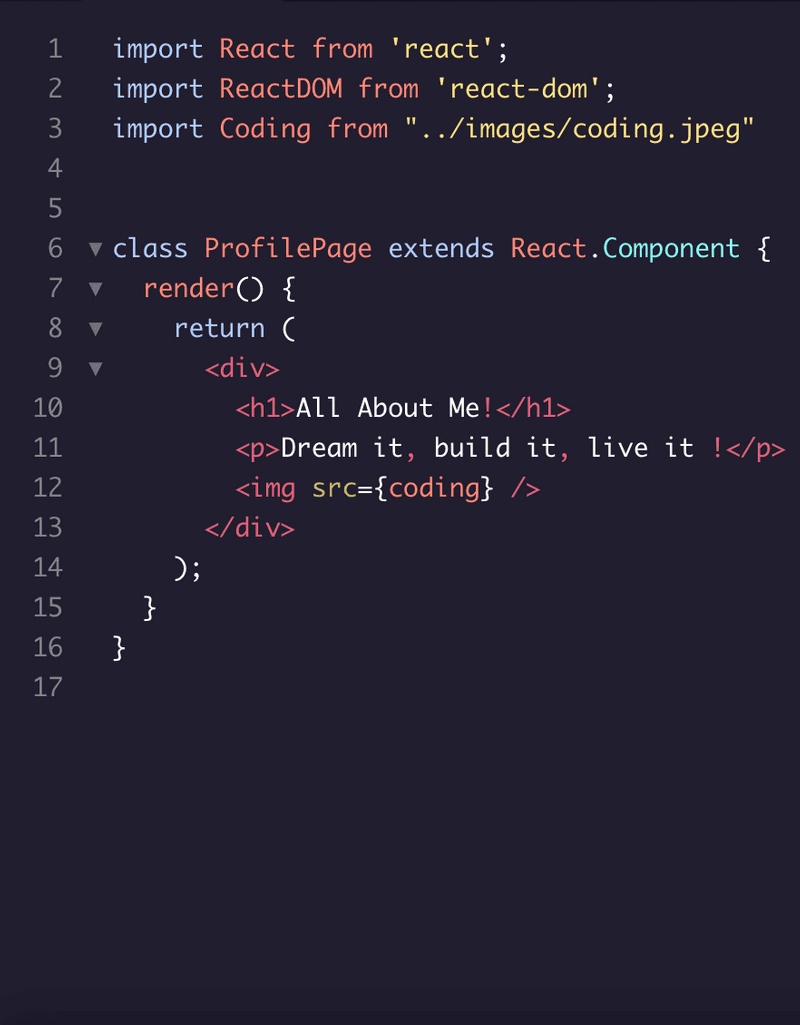 1 import React from 'react';
2 import ReactDOM from 'react-dom';
3 import Coding from "../images/coding.jpeg"
4
5
6 ▼ class ProfilePage extends React.Component {
7 ▼   render() {
8 ▼     return (
9 ▼       <div>
10         <h1>All About Me!</h1>
11         <p>Dream it, build it, live it !</p>
12         <img src={coding} />
13       </div>
14     );
15   }
16 }
17